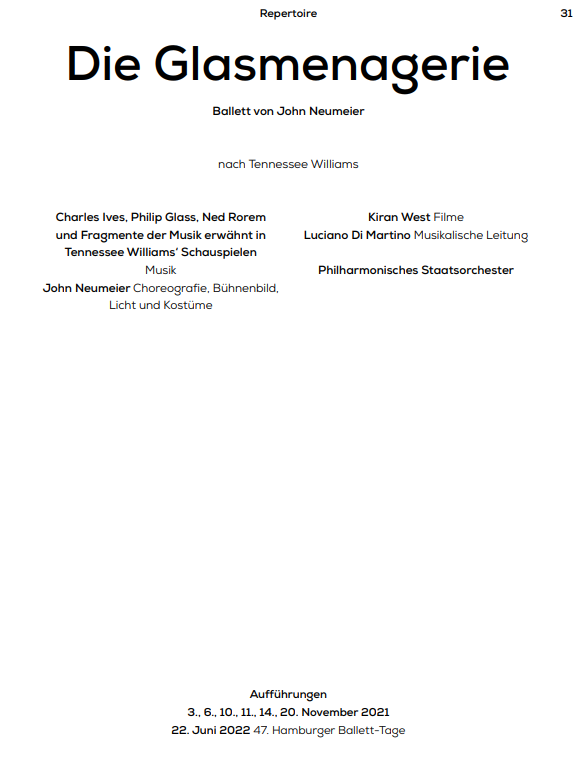 Repertoire
31
Die Glasmenagerie
Ballett von John Neumeier
nach Tennessee Williams
Charles Ives, Philip Glass, Ned Rorem
und Fragmente der Musik erwähnt in
Tennessee Williams‘ Schauspielen
Musik
John Neumeier Choreografie, Bühnenbild,
Licht und Kostüme
Kiran West Filme
Luciano Di Martino Musikalische Leitung
Philharmonisches Staatsorchester
Aufführungen
3., 6., 10., 11., 14., 20. November 2021
22. Juni 2022 47. Hamburger Ballett-Tage